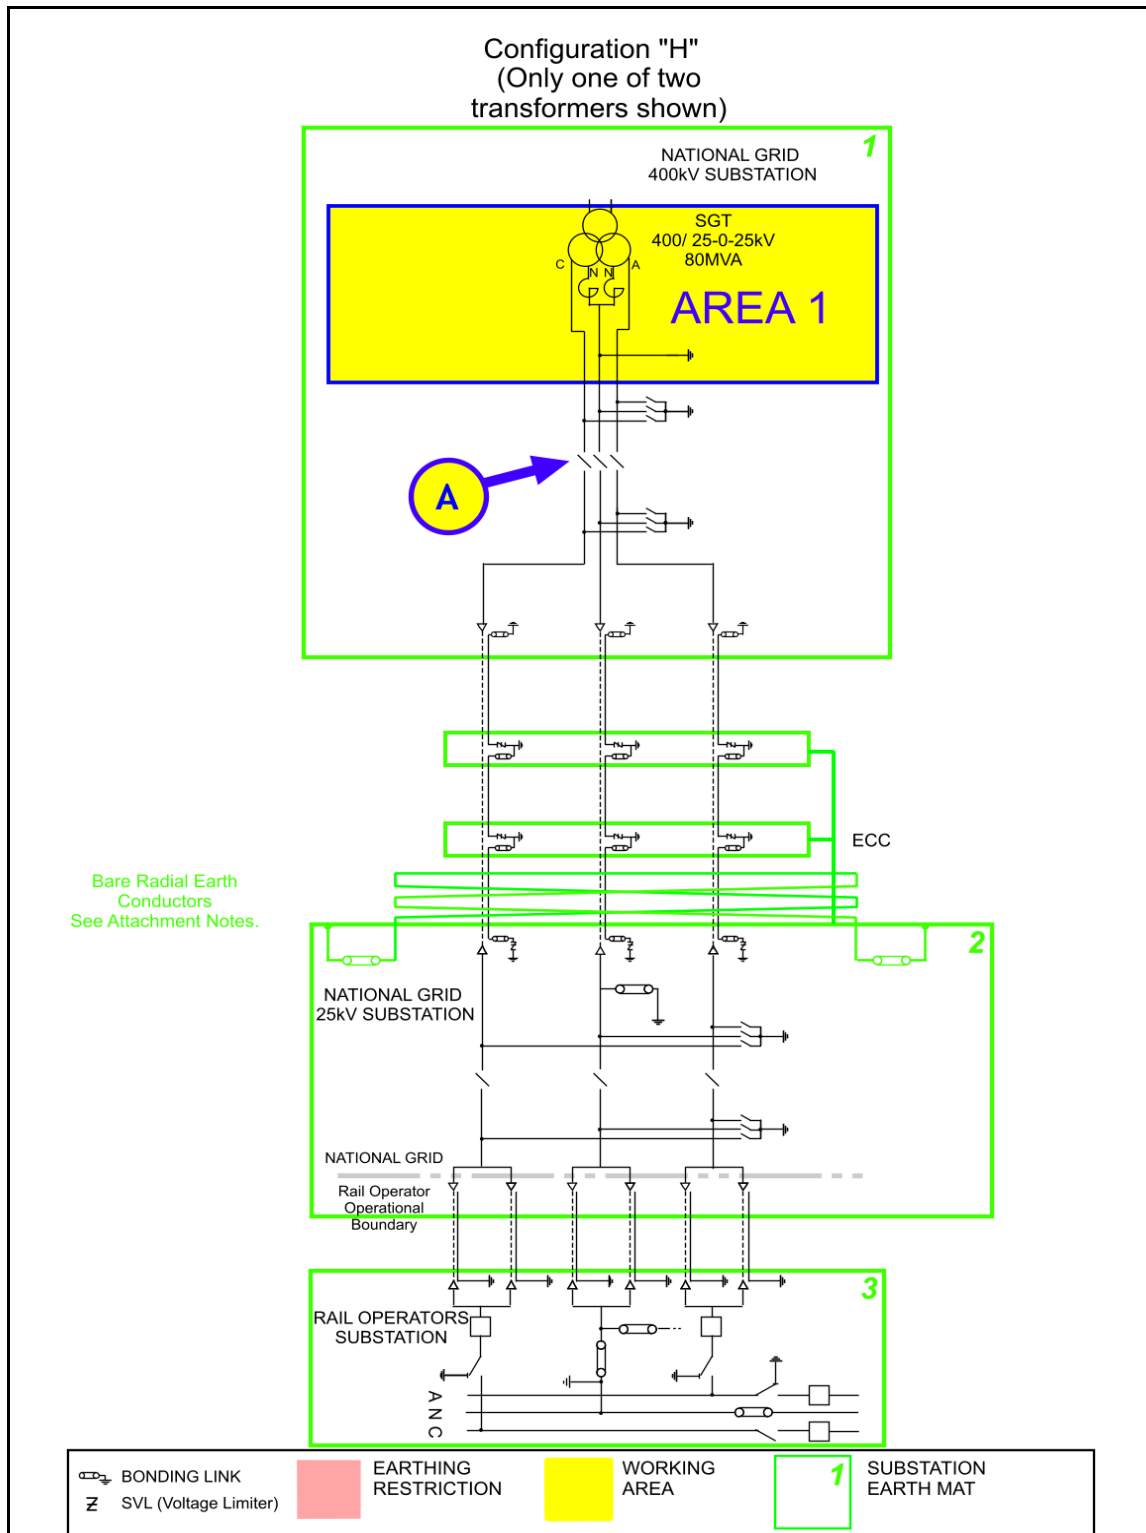 Configuration "H"
(Only one of two
transformers shown)
1
NATIONAL GRID
400kV SUBSTATION
SGT
400/ 25-0-25kV
80MVA
C
N N
A
AREA 1
A
ECC
Bare Radial Earth
Conductors
See Attachment Notes.
2
NATIONAL GRID
25kV SUBSTATION
NATIONAL GRID
Rail Operator
Operational
Boundary
3
RAIL OPERATORS
SUBSTATION
A
N
C
BONDING LINK
SVL (Voltage Limiter)
EARTHING
RESTRICTION
WORKING
AREA
1
SUBSTATION
EARTH MAT